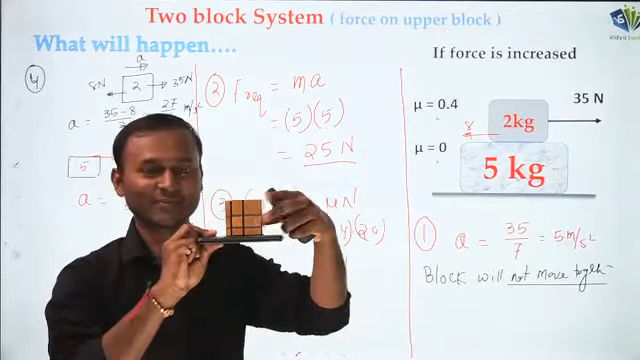 Two block System ( force on upper block )
What will happen....
If force is increased
4
a
8N
2
35N
a = 35-8 / 27 m/s²
5
a =
2 Freq = ma
= (5)(5)
= 25 N
3
μN
)(20)
μ = 0.4
μ = 0
8
2kg
35 N
5 kg
1 a = 35/7 = 5 m/s²
Block will not move togeth